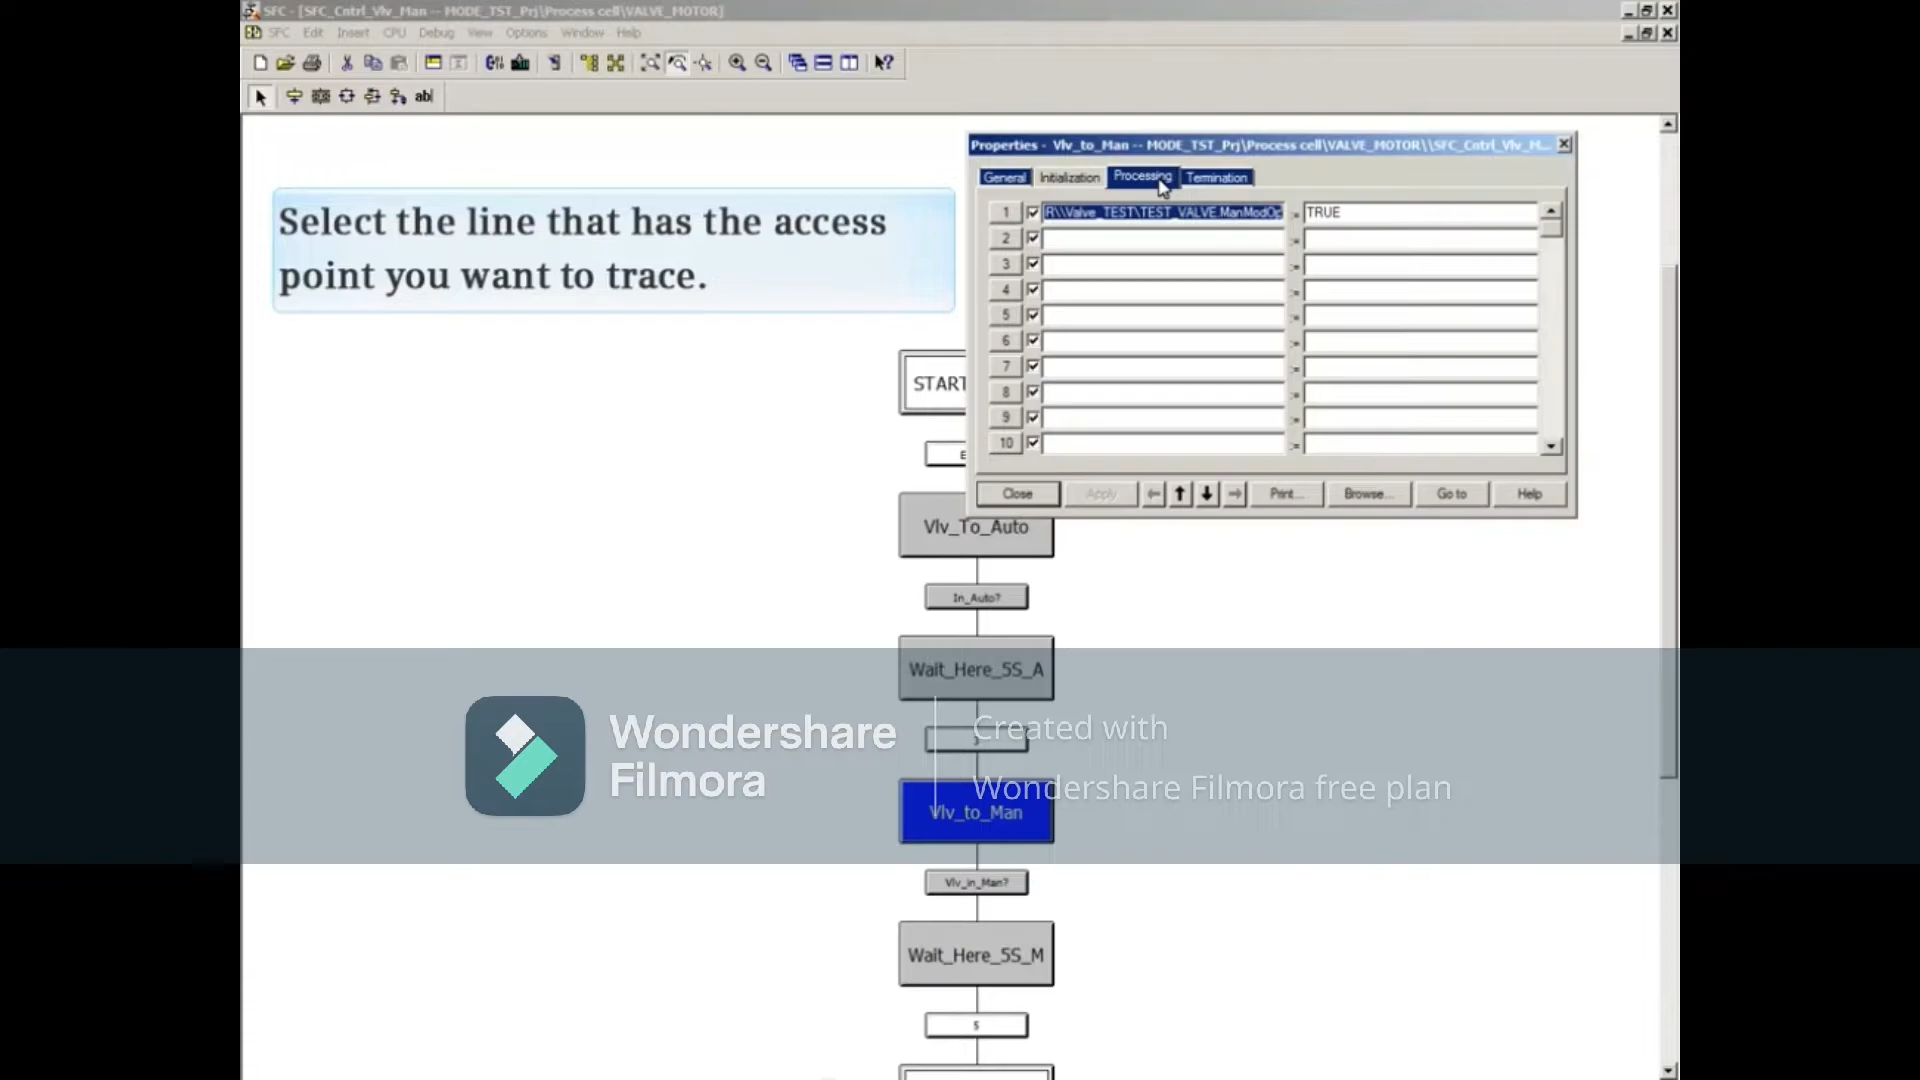 SFC - [SFC_Cntrl_Vlv_Man -- MODE_TST_Prj\Process cell\VALVE_MOTOR]
SFC Edit Insert CPU Debug View Options Window Help
abl
Properties - Vlv_to_Man -- MODE_TST_Prj\Process cell\VALVE_MOTOR\\SFC_Cntrl_Vlv_M...
General Initialization Processing Termination
1 R\\Valve_TEST\TEST_VALVE.ManModOp := TRUE
2 :=
3 :=
4 :=
5 :=
6 :=
7 :=
8 :=
9 :=
10 :=
Close Apply Print... Browse... Go to Help
Select the line that has the access
point you want to trace.
START
Vlv_To_Auto
In_Auto?
Wait_Here_5S_A
3
Vlv_to_Man
Vlv_in_Man?
Wait_Here_5S_M
5
Wondershare
Filmora
Created with
Wondershare Filmora free plan